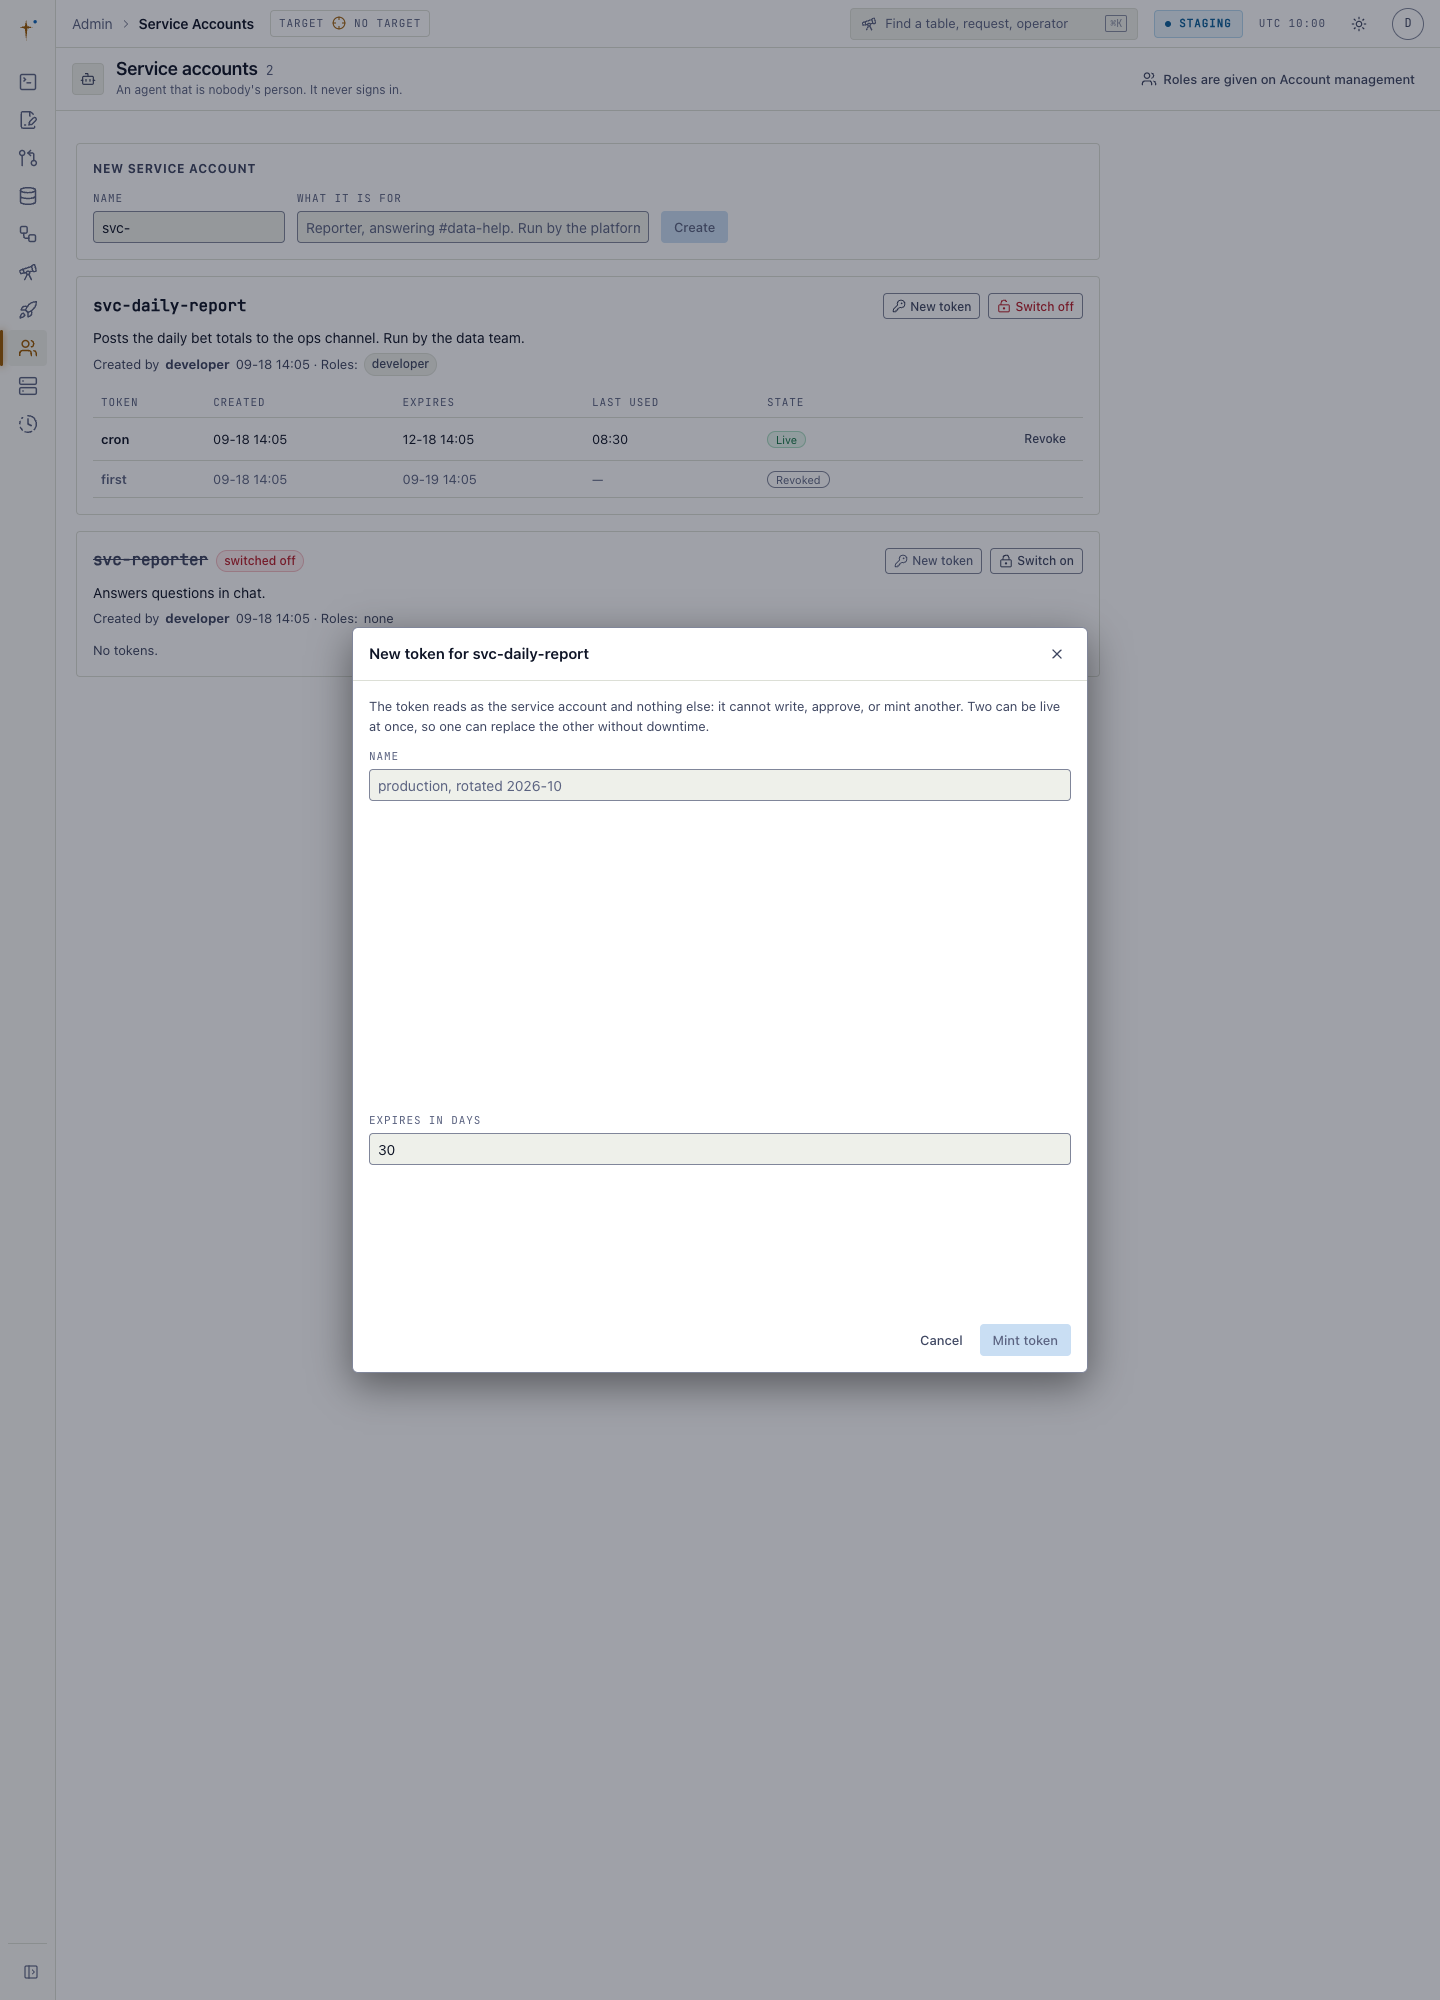 Admin > Service Accounts TARGET NO TARGET Find a table, request, operator ⌘K STAGING UTC 10:00 D
Service accounts 2
An agent that is nobody's person. It never signs in.
Roles are given on Account management
NEW SERVICE ACCOUNT
NAME WHAT IT IS FOR
svc- Reporter, answering #data-help. Run by the platforn Create
svc-daily-report New token Switch off
Posts the daily bet totals to the ops channel. Run by the data team.
Created by developer 09-18 14:05 · Roles: developer
TOKEN CREATED EXPIRES LAST USED STATE
cron 09-18 14:05 12-18 14:05 08:30 Live Revoke
first 09-18 14:05 09-19 14:05 — Revoked
svc-reporter switched off New token Switch on
Answers questions in chat.
Created by developer 09-18 14:05 · Roles: none
No tokens.
New token for svc-daily-report
The token reads as the service account and nothing else: it cannot write, approve, or mint another. Two can be live
at once, so one can replace the other without downtime.
NAME
production, rotated 2026-10
EXPIRES IN DAYS
30
Cancel Mint token